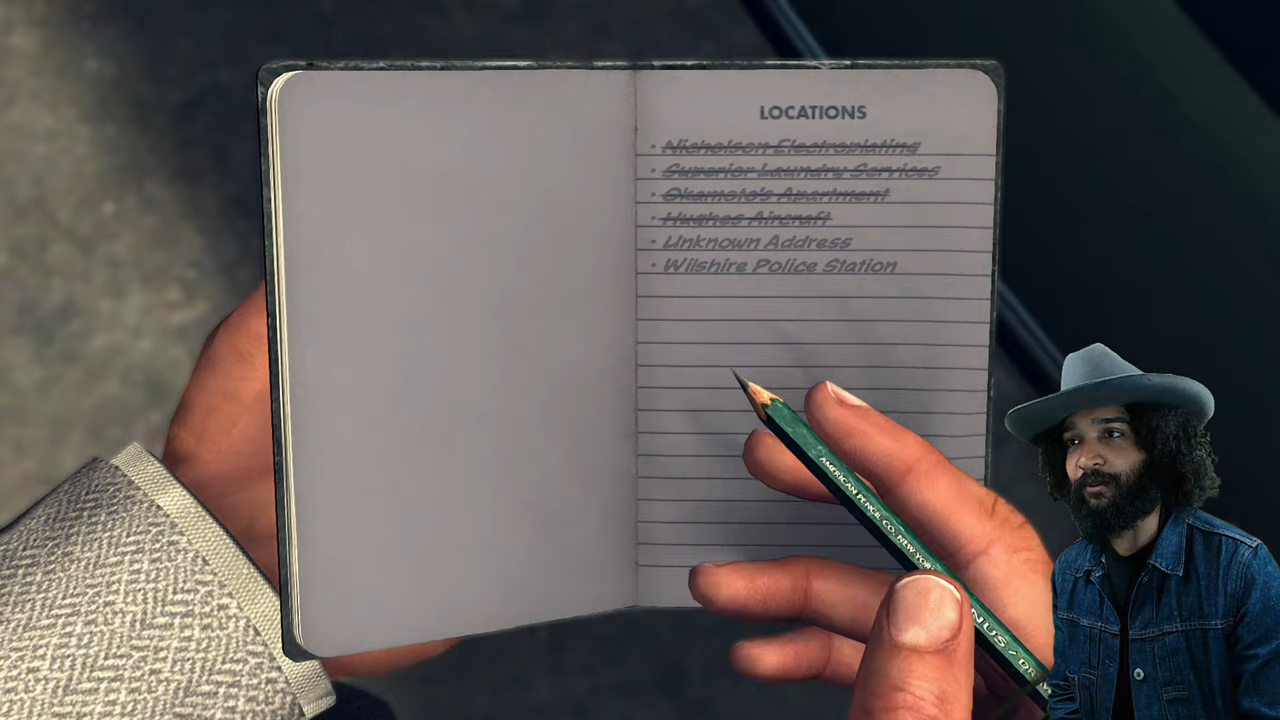 LOCATIONS
• Nicholson Electroplating
• Superior Laundry Services
• Okamoto's Apartment
• Hughes Aircraft
• Unknown Address
• Wilshire Police Station
AMERICAN PENCIL CO. NEW YORK